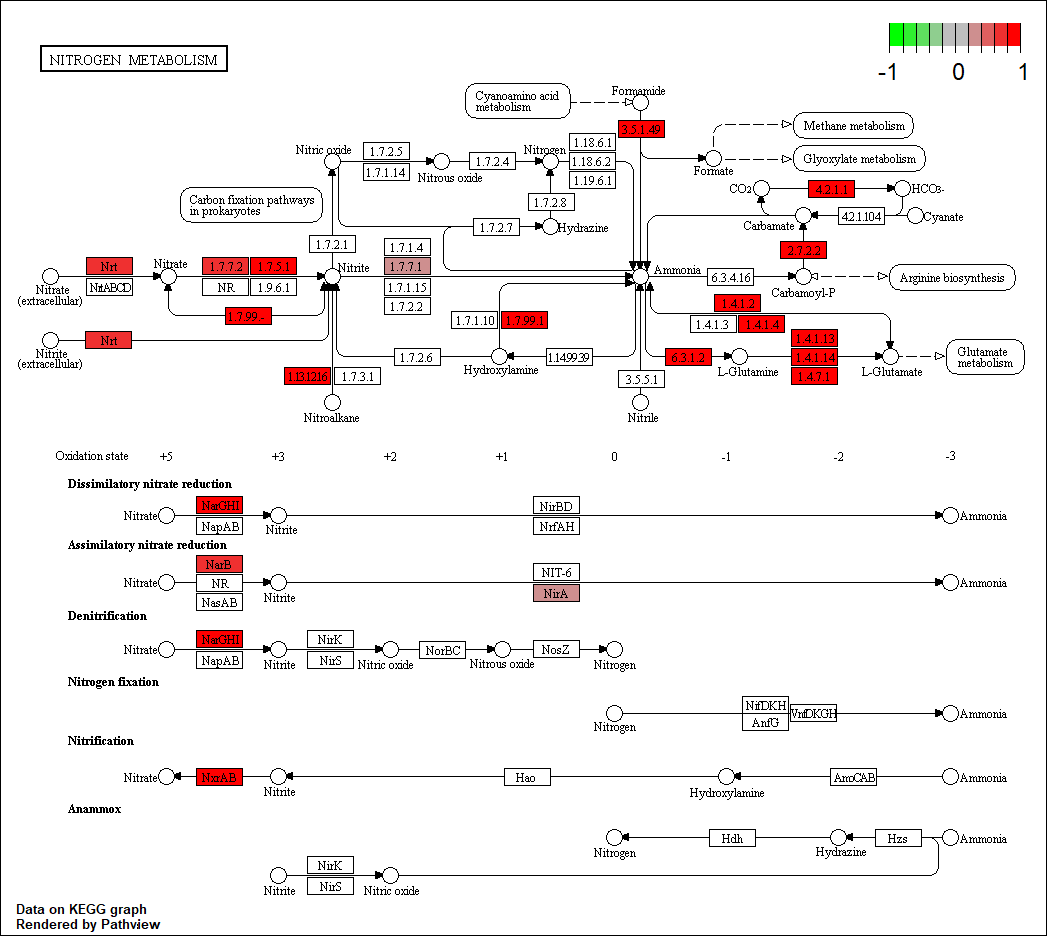 NITROGEN METABOLISM
-1 0 1
Cyanoamino acid
metabolism
Formamide
3.5.1.49
Methane metabolism
Glyoxylate metabolism
Formate
Nitric oxide
1.7.2.5
1.7.1.14
Nitrous oxide
1.7.2.4
Nitrogen
1.18.6.1
1.18.6.2
1.19.6.1
1.7.2.8
1.7.2.7
Hydrazine
CO2
4.2.1.1
HCO3-
Carbamate
4.2.1.104
Cyanate
2.7.2.2
Carbon fixation pathways
in prokaryotes
1.7.2.1
Nrt
NrtABCD
Nitrate
(extracellular)
Nitrate
1.7.7.2
1.7.5.1
NR
1.9.6.1
Nitrite
1.7.1.4
1.7.7.1
1.7.1.15
1.7.2.2
Ammonia
6.3.4.16
Carbamoyl-P
Arginine biosynthesis
1.7.99.-
Nrt
Nitrite
(extracellular)
1.7.1.10
1.7.99.1
1.4.1.2
1.4.1.3
1.4.1.4
1.4.1.13
1.4.1.14
1.4.7.1
1.7.2.6
Hydroxylamine
1.14.99.39
6.3.1.2
L-Glutamine
L-Glutamate
Glutamate
metabolism
1.13.12.16
1.7.3.1
3.5.5.1
Nitroalkane
Nitrile
Oxidation state +5 +3 +2 +1 0 -1 -2 -3
Dissimilatory nitrate reduction
NarGHI
NirBD
Nitrate
NapAB
Nitrite
NrfAH
Ammonia
Assimilatory nitrate reduction
NarB
NIT-6
Nitrate
NR
NasAB
Nitrite
NirA
Ammonia
Denitrification
NarGHI
NirK
Nitrate
NapAB
Nitrite
NirS
Nitric oxide
NorBC
Nitrous oxide
NosZ
Nitrogen
Nitrogen fixation
NifDKH
Nitrogen
AnfG
VnfDKGH
Ammonia
Nitrification
Nitrate
NxrAB
Nitrite
Hao
Hydroxylamine
AmoCAB
Ammonia
Anammox
Nitrogen
Hdh
Hydrazine
Hzs
Ammonia
NirK
Nitrite
NirS
Nitric oxide
Data on KEGG graph
Rendered by Pathview